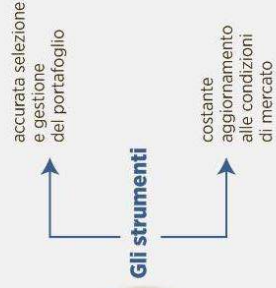 Gli strumenti
accurata selezione
e gestione
del portafoglio
costante
aggiornamento
alle condizioni
di mercato